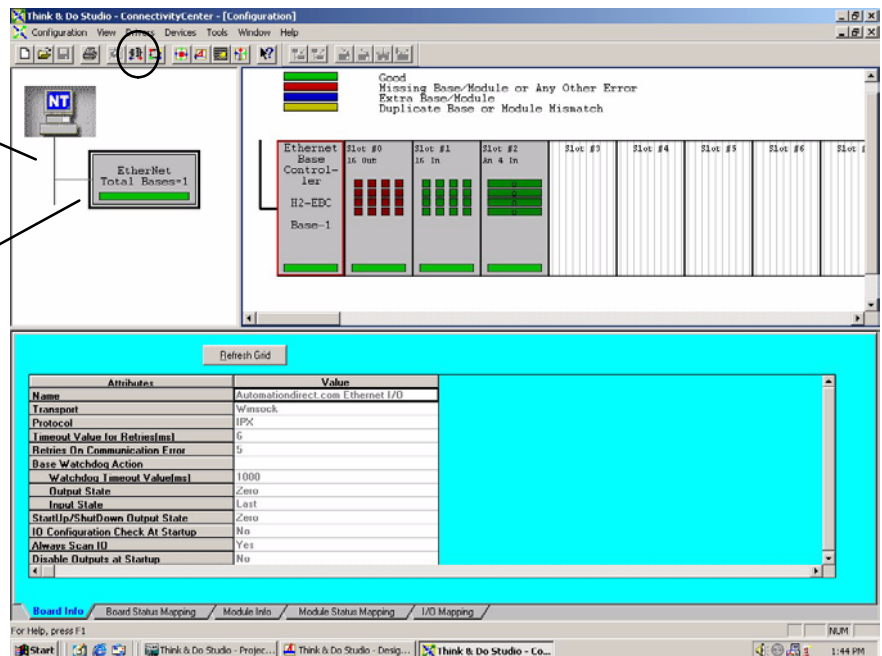 Think & Do Studio - ConnectivityCenter - [Configuration]
Configuration View Drivers Devices Tools Window Help
NT
EtherNet
Total Bases=1
Good
Missing Base/Module or Any Other Error
Extra Base/Module
Duplicate Base or Module Mismatch
Ethernet
Base
Control-
ler
H2-EBC
Base-1
Slot #0
16 Out
Slot #1
16 In
Slot #2
An 4 In
0
0
0
0
Slot #3
Slot #4
Slot #5
Slot #6
Slot
Refresh Grid
Attributes Value
Name Automationdirect.com Ethernet I/O
Transport Winsock
Protocol IPX
Timeout Value for Retries[ms] 6
Retries On Communication Error 5
Base Watchdog Action
Watchdog Timeout Value[ms] 1000
Output State Zero
Input State Last
StartUp/ShutDown Output State Zero
IO Configuration Check At Startup No
Always Scan IO Yes
Disable Outputs at Startup No
Board Info Board Status Mapping Module Info Module Status Mapping I/O Mapping
For Help, press F1 NUM
Start Think & Do Studio - Projec... Think & Do Studio - Desig... Think & Do Studio - Co... 1:44 PM